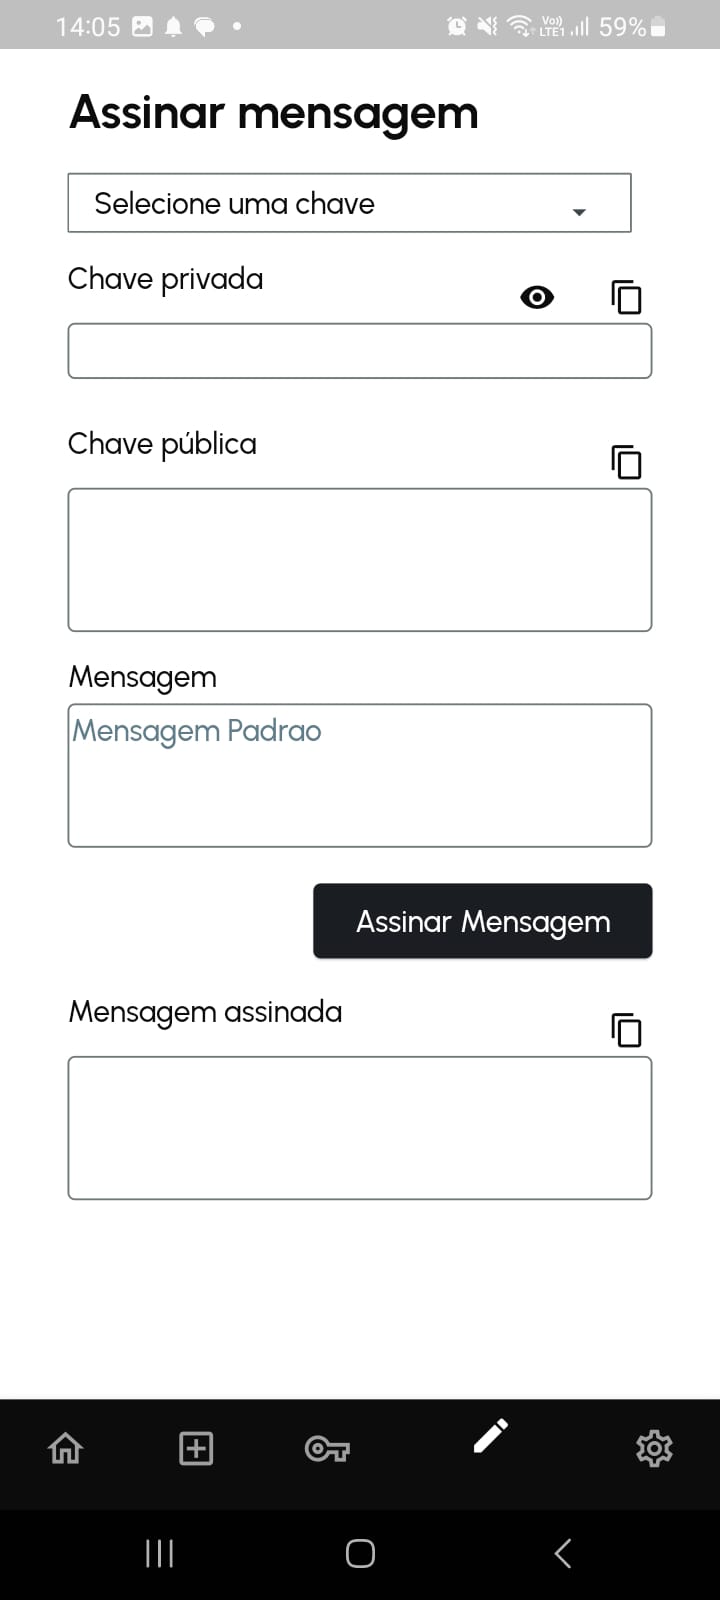 14:05
Vo))
LTE1
59%
Assinar mensagem
Selecione uma chave
Chave privada
Chave pública
Mensagem
Mensagem Padrao
Assinar Mensagem
Mensagem assinada